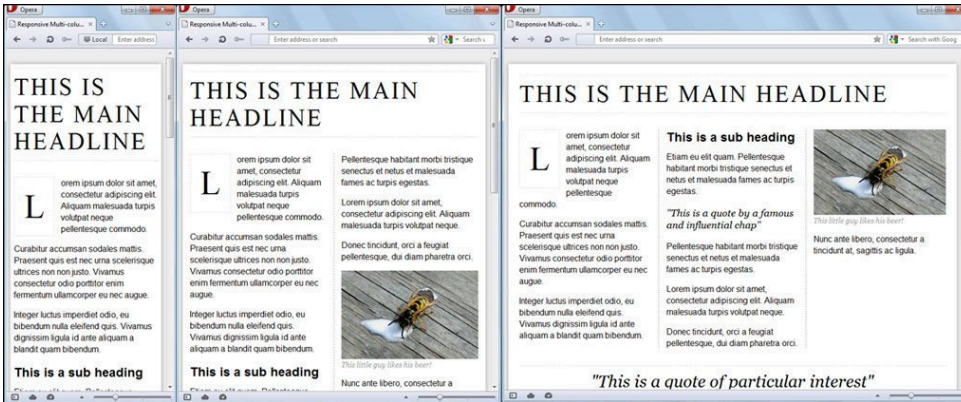 Opera
Responsive Multi-colu...
Local
Enter address
THIS IS
THE MAIN
HEADLINE
L
orem ipsum dolor sit
amet, consectetur
adipiscing elit. Aliquam
malesuada turpis
volutpat neque
pellentesque commodo.
Curabitur accumsan sodales mattis.
Praesent quis est nec urna
scelerisque ultrices non non justo.
Vivamus consectetur odio porttitor
enim fermentum ullamcorper eu nec
augue.
Integer luctus imperdiet odio, eu
bibendum nulla eleifend quis. Vivamus
dignissim ligula id ante aliquam a
blandit quam bibendum.
This is a sub heading
Opera
Responsive Multi-colu...
Enter address or search
Search
THIS IS THE MAIN
HEADLINE
L
orem ipsum dolor sit
amet, consectetur
adipiscing elit. Aliquam
malesuada turpis
volutpat neque
pellentesque commodo.
Curabitur accumsan sodales mattis.
Praesent quis est nec urna scelerisque
ultrices non non justo. Vivamus
consectetur odio porttitor enim
fermentum ullamcorper eu nec
augue.
Integer luctus imperdiet odio, eu
bibendum nulla eleifend quis.
Vivamus dignissim ligula id ante
aliquam a blandit quam bibendum.
This is a sub heading
Pellentesque habitant morbi tristique
senectus et netus et malesuada
fames ac turpis egestas.
Lorem ipsum dolor sit amet,
consectetur adipiscing elit. Aliquam
malesuada turpis volutpat neque.
Donec tincidunt, orci a feugiat
pellentesque, dui diam pharetra orci.
This little guy likes his beer!
Nunc ante libero, consectetur a
Opera
Responsive Multi-colu...
Enter address or search
Search with Goog
THIS IS THE MAIN HEADLINE
L
orem ipsum dolor sit
amet, consectetur
adipiscing elit. Aliquam
malesuada turpis
volutpat neque
pellentesque
commodo.
Curabitur accumsan sodales mattis.
Praesent quis est nec urna
scelerisque ultrices non non justo.
Vivamus consectetur odio porttitor
enim fermentum ullamcorper eu nec
augue.
Integer luctus imperdiet odio, eu
bibendum nulla eleifend quis.
Vivamus dignissim ligula id ante
aliquam a blandit quam bibendum.
This is a sub heading
Etiam eu elit quam. Pellentesque
habitant morbi tristique senectus et
netus et malesuada fames ac turpis
egestas.
"This is a quote by a famous
and influential chap"
Pellentesque habitant morbi tristique
senectus et netus et malesuada
fames ac turpis egestas.
Lorem ipsum dolor sit amet,
consectetur adipiscing elit. Aliquam
malesuada turpis volutpat neque.
Donec tincidunt, orci a feugiat
pellentesque, dui diam pharetra orci.
This little guy likes his beer!
Nunc ante libero, consectetur a
tincidunt at, sagittis ac ligula.
"This is a quote of particular interest"